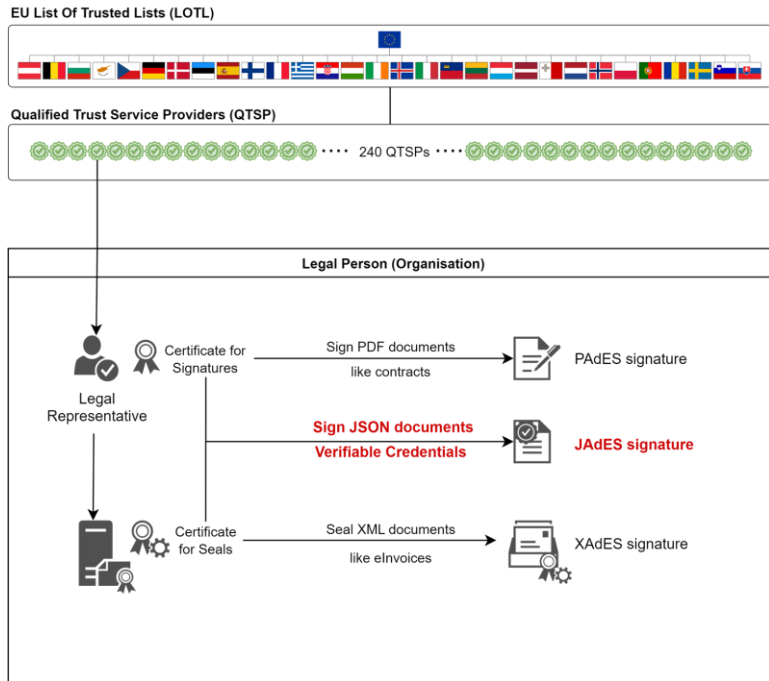 EU List Of Trusted Lists (LOTL)
Qualified Trust Service Providers (QTSP)
···· 240 QTSPs ····
Legal Person (Organisation)
Certificate for
Signatures
Sign PDF documents
like contracts
PAdES signature
Legal
Representative
Sign JSON documents
Verifiable Credentials
JAdES signature
Certificate
for Seals
Seal XML documents
like eInvoices
XAdES signature